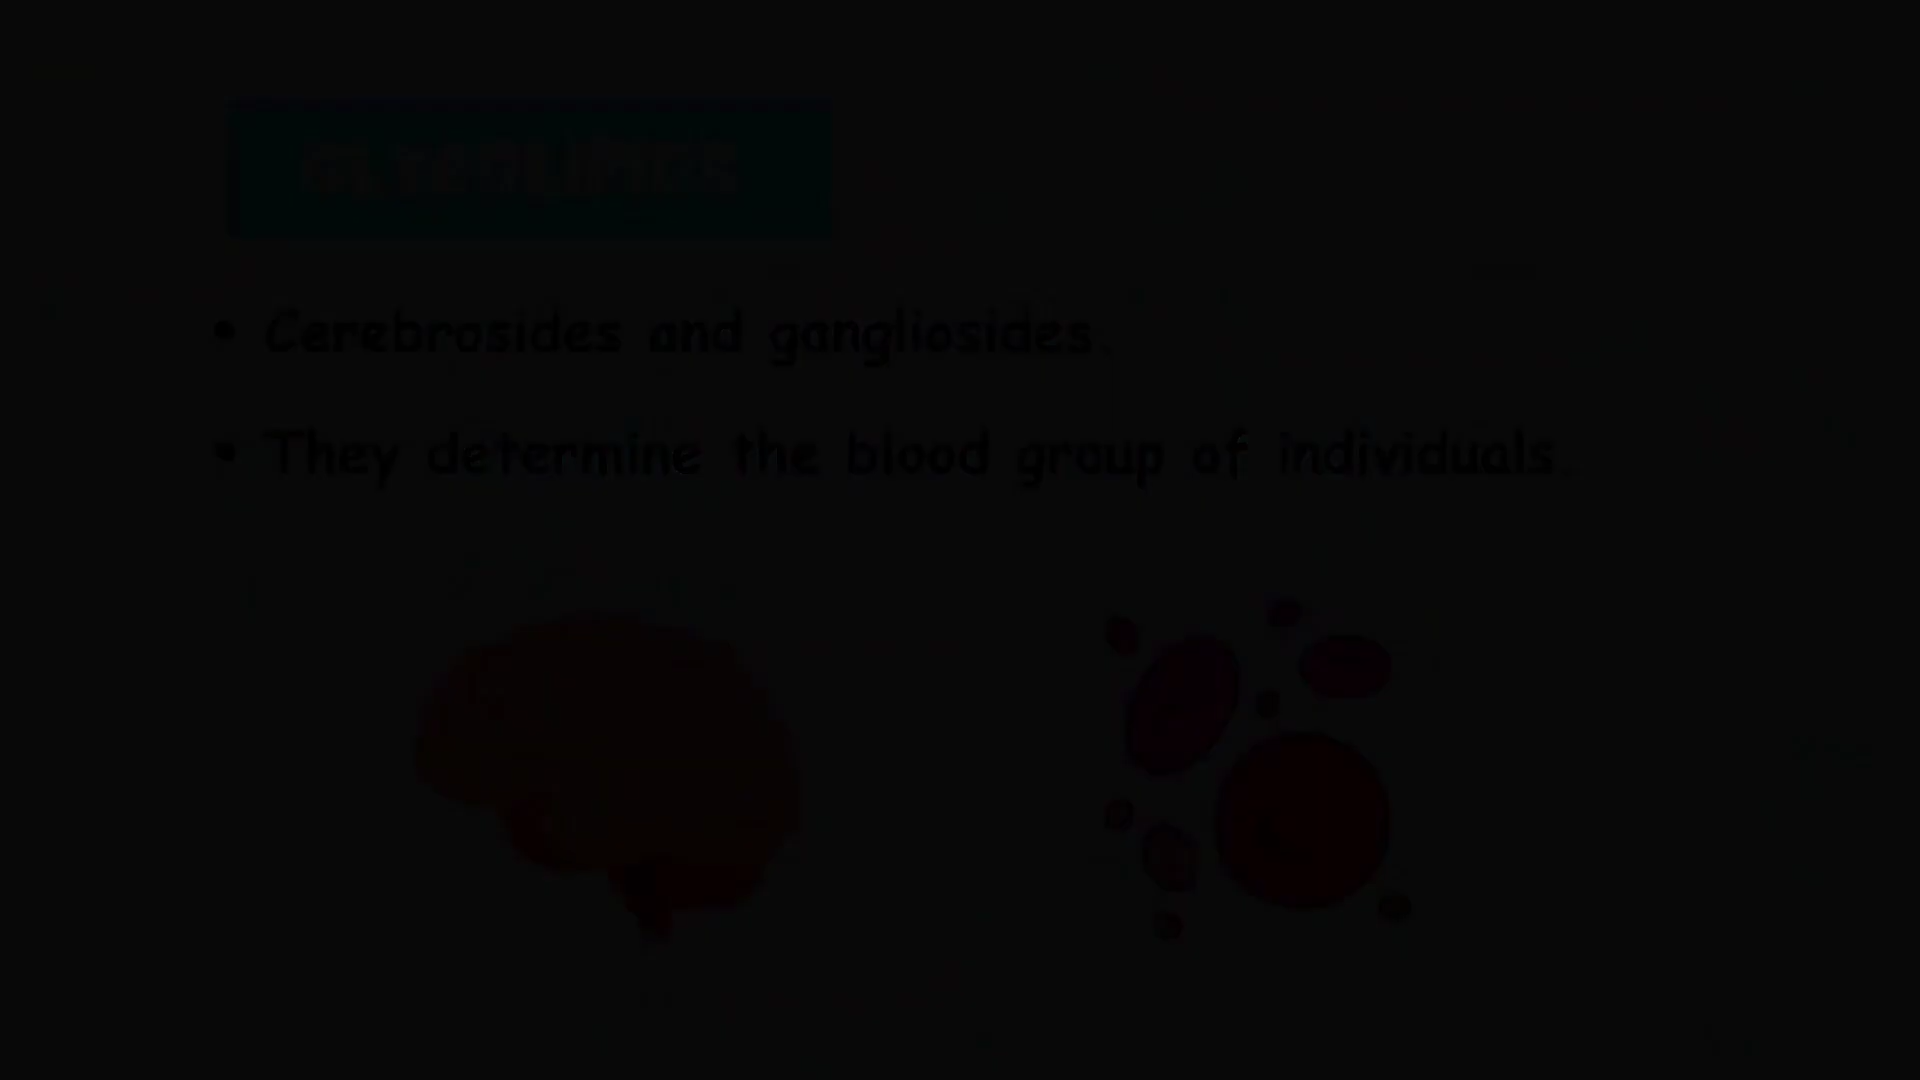 GLYCOLIPIDS
• Cerebrosides and gangliosides.
• They determine the blood group of individuals.